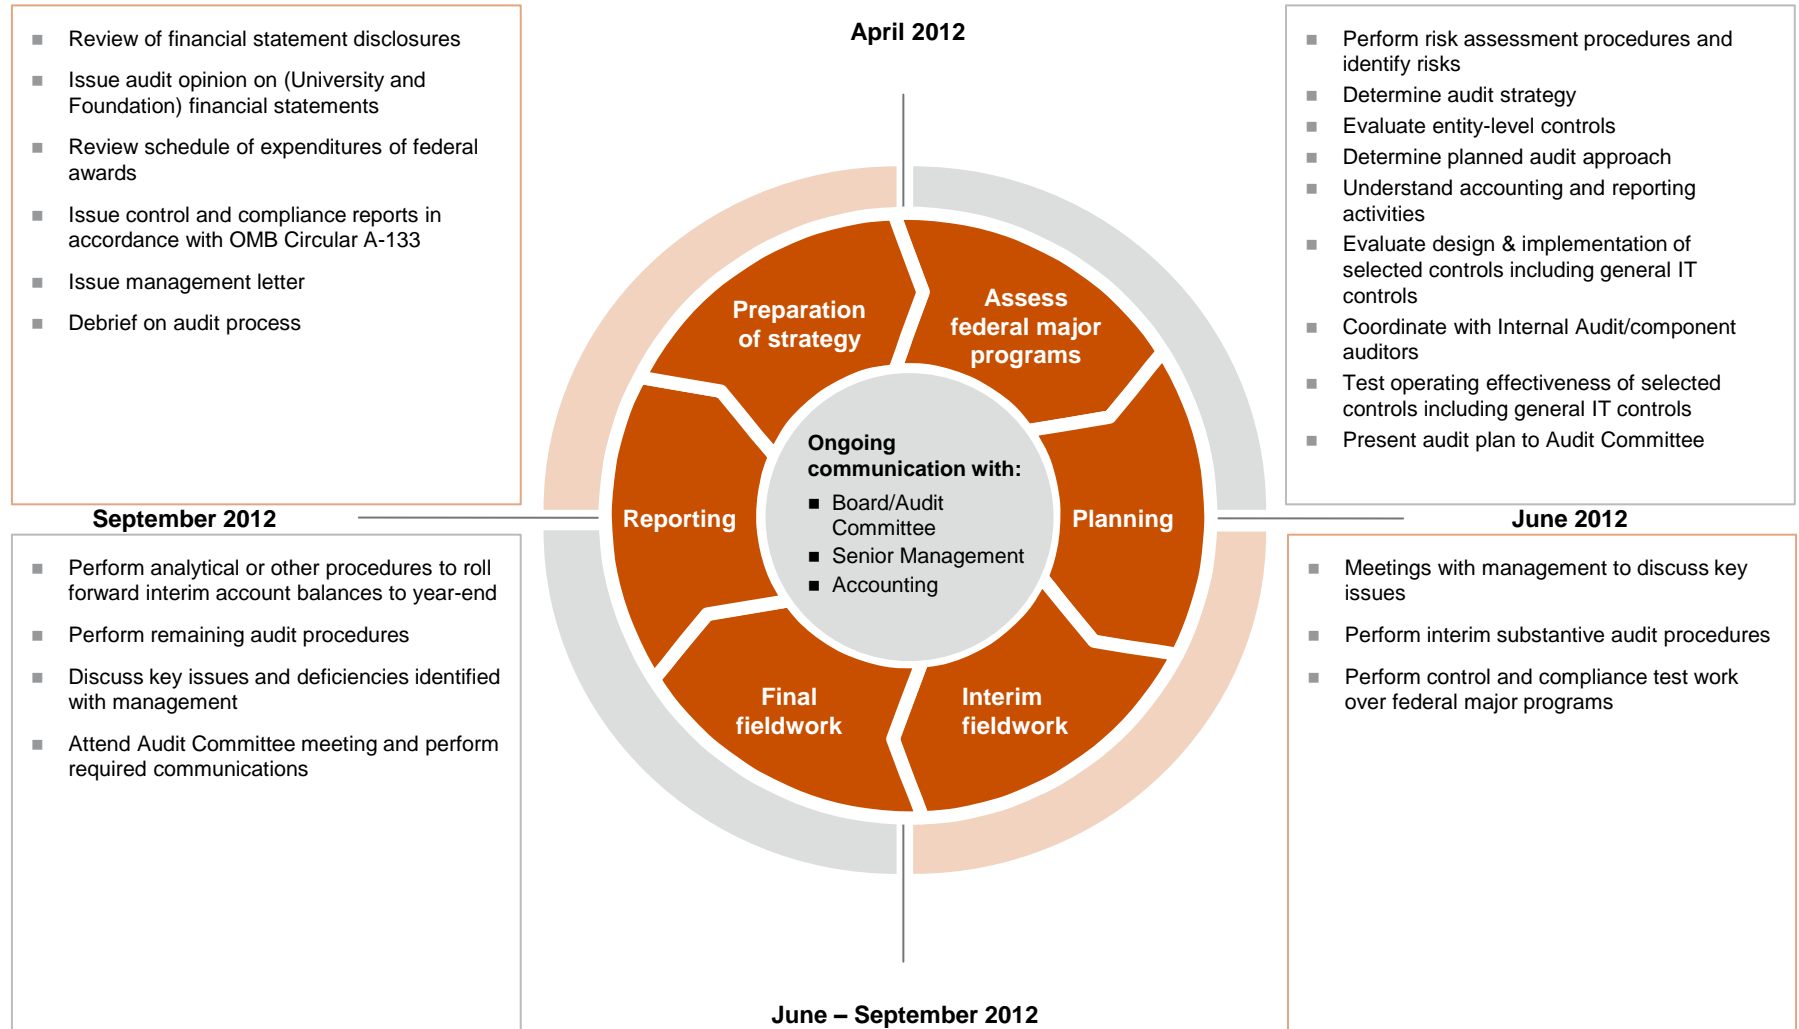 April 2012
■ Review of financial statement disclosures
■ Issue audit opinion on (University and
Foundation) financial statements
■ Review schedule of expenditures of federal
awards
■ Issue control and compliance reports in
accordance with OMB Circular A-133
■ Issue management letter
■ Debrief on audit process
■ Perform risk assessment procedures and
identify risks
■ Determine audit strategy
■ Evaluate entity-level controls
■ Determine planned audit approach
■ Understand accounting and reporting
activities
■ Evaluate design & implementation of
selected controls including general IT
controls
■ Coordinate with Internal Audit/component
auditors
■ Test operating effectiveness of selected
controls including general IT controls
■ Present audit plan to Audit Committee
Preparation
of strategy
Assess
federal major
programs
Ongoing
communication with:
■ Board/Audit
Committee
■ Senior Management
■ Accounting
Reporting
Planning
Final
fieldwork
Interim
fieldwork
September 2012
June 2012
■ Perform analytical or other procedures to roll
forward interim account balances to year-end
■ Perform remaining audit procedures
■ Discuss key issues and deficiencies identified
with management
■ Attend Audit Committee meeting and perform
required communications
■ Meetings with management to discuss key
issues
■ Perform interim substantive audit procedures
■ Perform control and compliance test work
over federal major programs
June – September 2012